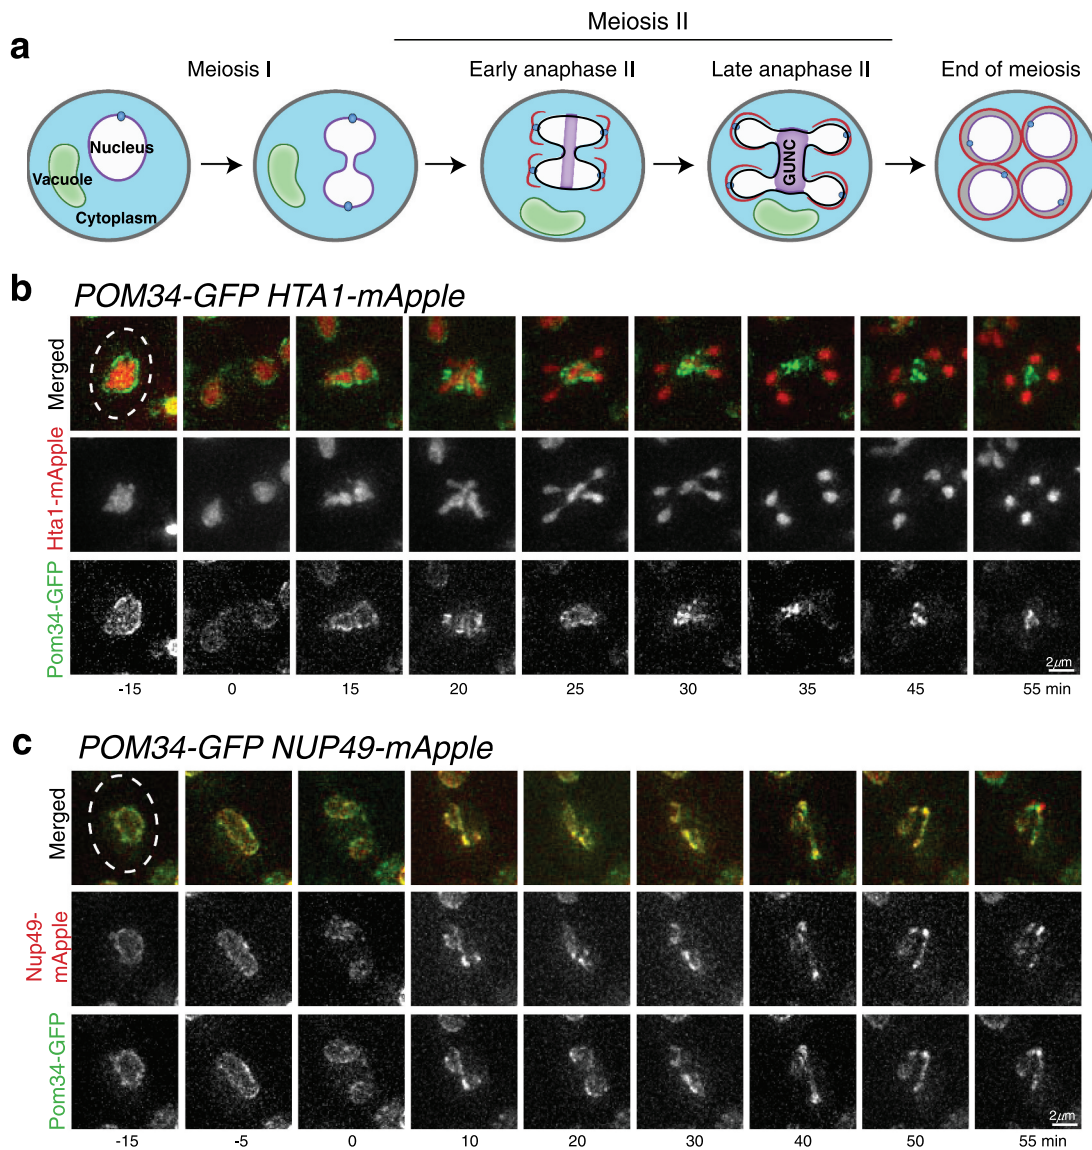 a
Meiosis II
Meiosis I
Early anaphase II
Late anaphase II
End of meiosis
Nucleus
Vacuole
Cytoplasm
GUNC
b
POM34-GFP HTA1-mApple
Merged
Hta1-mApple
Pom34-GFP
2μm
-15 0 15 20 25 30 35 45 55 min
c
POM34-GFP NUP49-mApple
Merged
Nup49-
mApple
Pom34-GFP
2μm
-15 -5 0 10 20 30 40 50 55 min